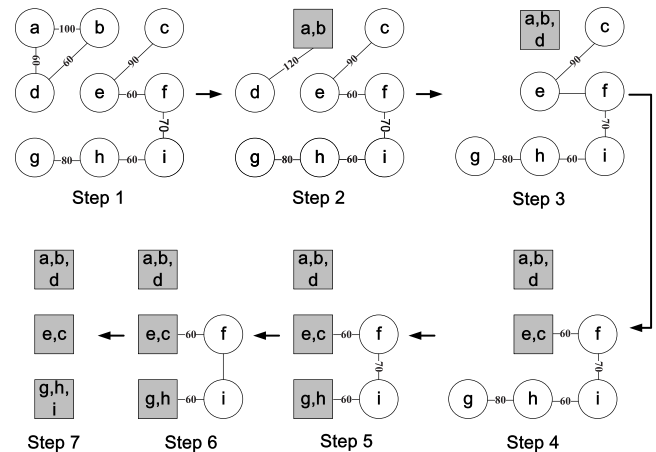 a 100 b c
60 60 90
d e 60 f
70
g 80 h 60 i
Step 1
a,b c
120 90
d e 60 f
70
g 80 h 60 i
Step 2
a,b,
d
c
90
e f
70
g 80 h 60 i
Step 3
a,b,
d
e,c 60 f
70
g 80 h 60 i
Step 4
a,b,
d
e,c 60 f
70
g,h 60 i
Step 5
a,b,
d
e,c 60 f
g,h 60 i
Step 6
a,b,
d
e,c
g,h,
i
Step 7